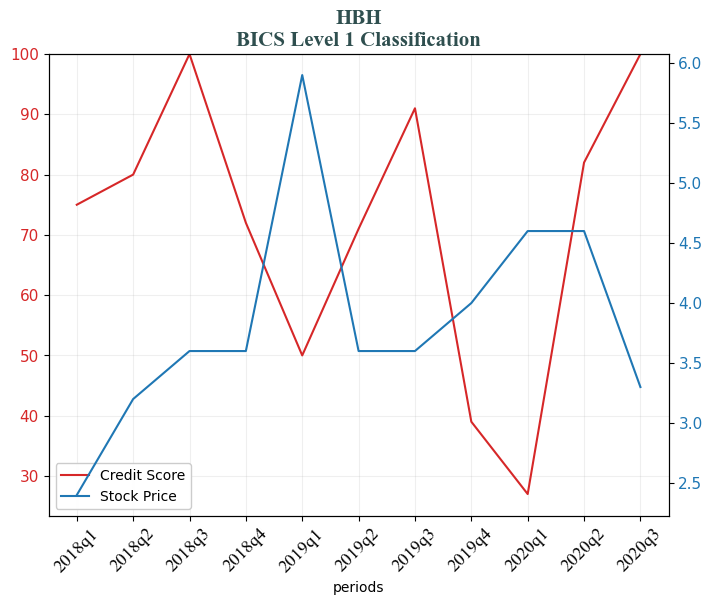 HBH
BICS Level 1 Classification
100
90
80
70
60
50
40
30
6.0
5.5
5.0
4.5
4.0
3.5
3.0
2.5
Credit Score
Stock Price
2018q1
2018q2
2018q3
2018q4
2019q1
2019q2
2019q3
2019q4
2020q1
2020q2
2020q3
periods